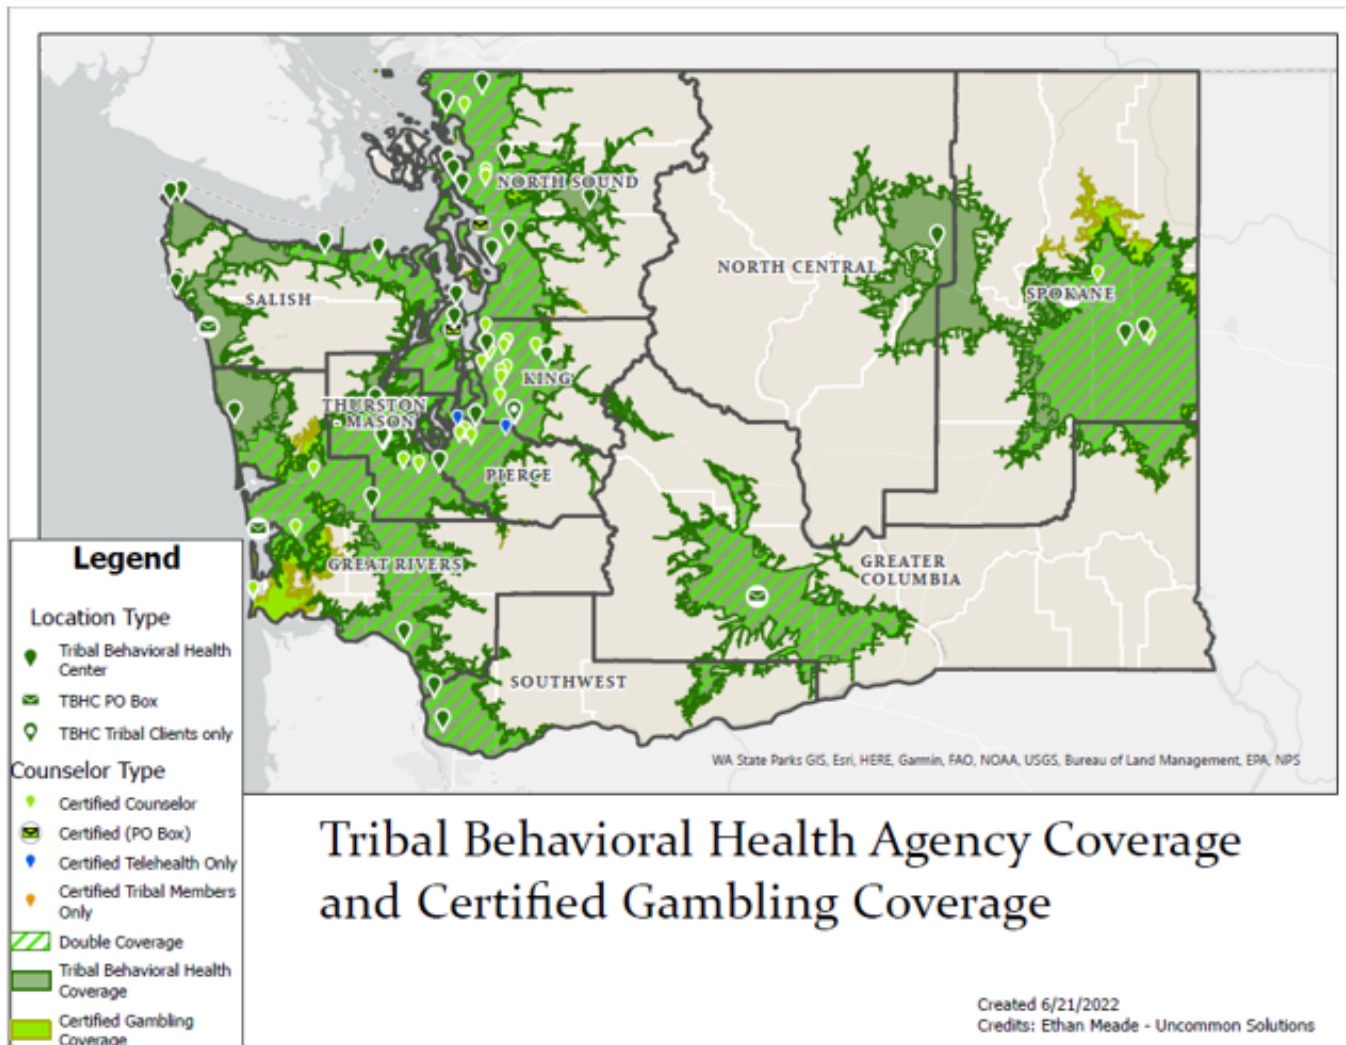 NORTH SOUND
NORTH CENTRAL
SALISH
SPOKANE
KING
THURSTON
- MASON
PIERCE
GREAT RIVERS
GREATER
COLUMBIA
SOUTHWEST
WA State Parks GIS, Esri, HERE, Garmin, FAO, NOAA, USGS, Bureau of Land Management, EPA, NPS
Legend
Location Type
Tribal Behavioral Health
Center
TBHC PO Box
TBHC Tribal Clients only
Counselor Type
Certified Counselor
Certified (PO Box)
Certified Telehealth Only
Certified Tribal Members
Only
Double Coverage
Tribal Behavioral Health
Coverage
Certified Gambling
Coverage
Tribal Behavioral Health Agency Coverage
and Certified Gambling Coverage
Created 6/21/2022
Credits: Ethan Meade - Uncommon Solutions